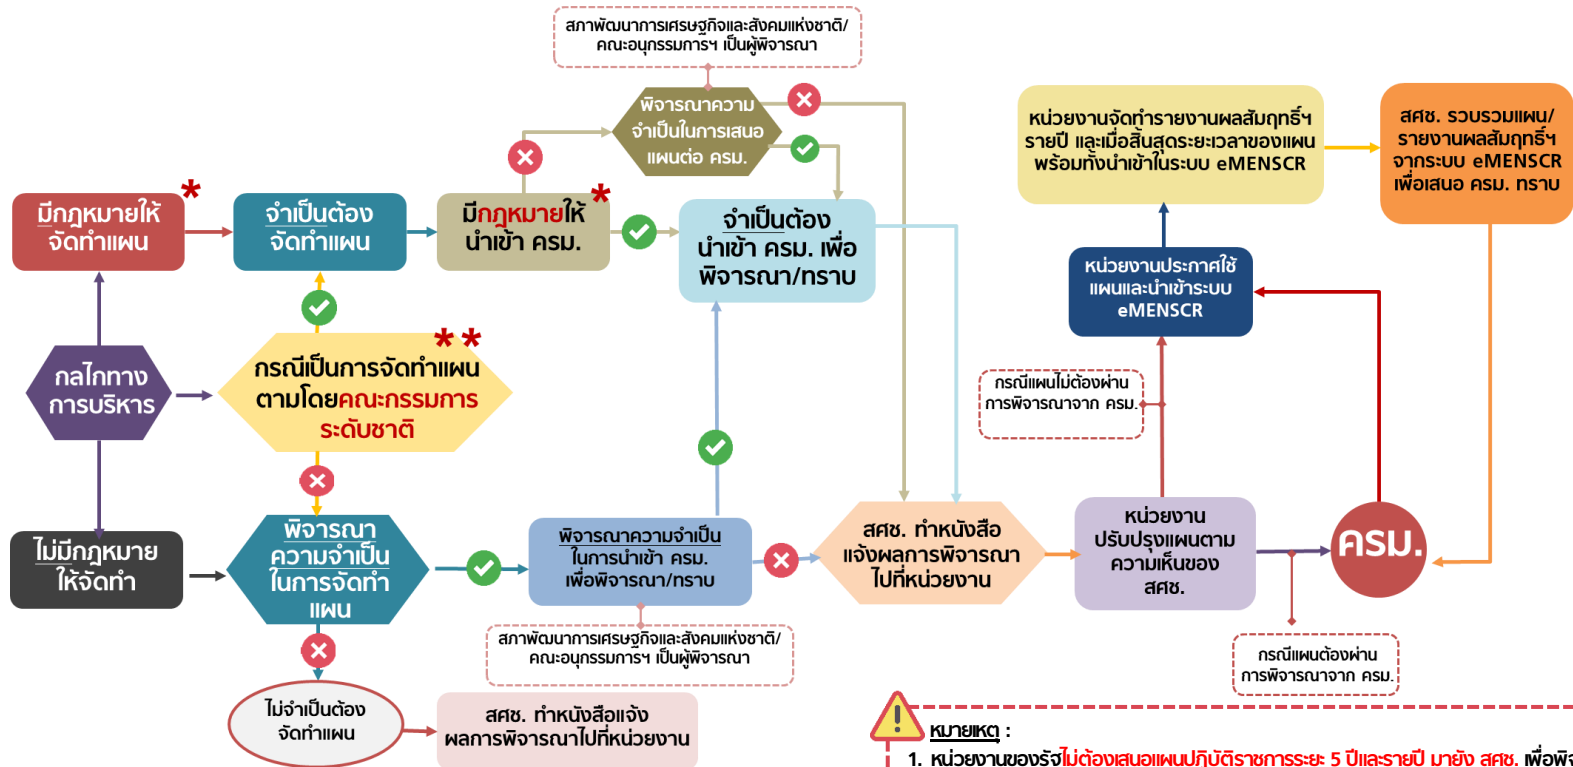 สภาพัฒนาการเศรษฐกิจและสังคมแห่งชาติ/
คณะอนุกรรมการฯ เป็นผู้พิจารณา
พิจารณาความ
จำเป็นในการเสนอ
แผนต่อ ครม.
หน่วยงานจัดทำรายงานผลสัมฤทธิ์ฯ
รายปี และเมื่อสิ้นสุดระยะเวลาของแผน
พร้อมทั้งนำเข้าในระบบ eMENSCR
สศช. รวบรวมแผน/
รายงานผลสัมฤทธิ์ฯ
จากระบบ eMENSCR
เพื่อเสนอ ครม. ทราบ
มีกฎหมายให้
จัดทำแผน
*
จำเป็นต้อง
จัดทำแผน
มีกฎหมายให้
นำเข้า ครม.
*
จำเป็นต้อง
นำเข้า ครม. เพื่อ
พิจารณา/ทราบ
หน่วยงานประกาศใช้
แผนและนำเข้าระบบ
eMENSCR
กลไกทาง
การบริหาร
* *
กรณีเป็นการจัดทำแผน
ตามโดยคณะกรรมการ
ระดับชาติ
กรณีแผนไม่ต้องผ่าน
การพิจารณาจาก ครม.
ไม่มีกฎหมาย
ให้จัดทำ
พิจารณา
ความจำเป็น
ในการจัดทำ
แผน
พิจารณาความจำเป็น
ในการนำเข้า ครม.
เพื่อพิจารณา/ทราบ
สศช. ทำหนังสือ
แจ้งผลการพิจารณา
ไปที่หน่วยงาน
หน่วยงาน
ปรับปรุงแผนตาม
ความเห็นของ
สศช.
ครม.
สภาพัฒนาการเศรษฐกิจและสังคมแห่งชาติ/
คณะอนุกรรมการฯ เป็นผู้พิจารณา
กรณีแผนต้องผ่าน
การพิจารณาจาก ครม.
ไม่จำเป็นต้อง
จัดทำแผน
สศช. ทำหนังสือแจ้ง
ผลการพิจารณาไปที่หน่วยงาน
หมายเหตุ :
1. หน่วยงานของรัฐไม่ต้องเสนอแผนปฏิบัติราชการระยะ 5 ปีและรายปี มายัง สศช. เพื่อพิจ